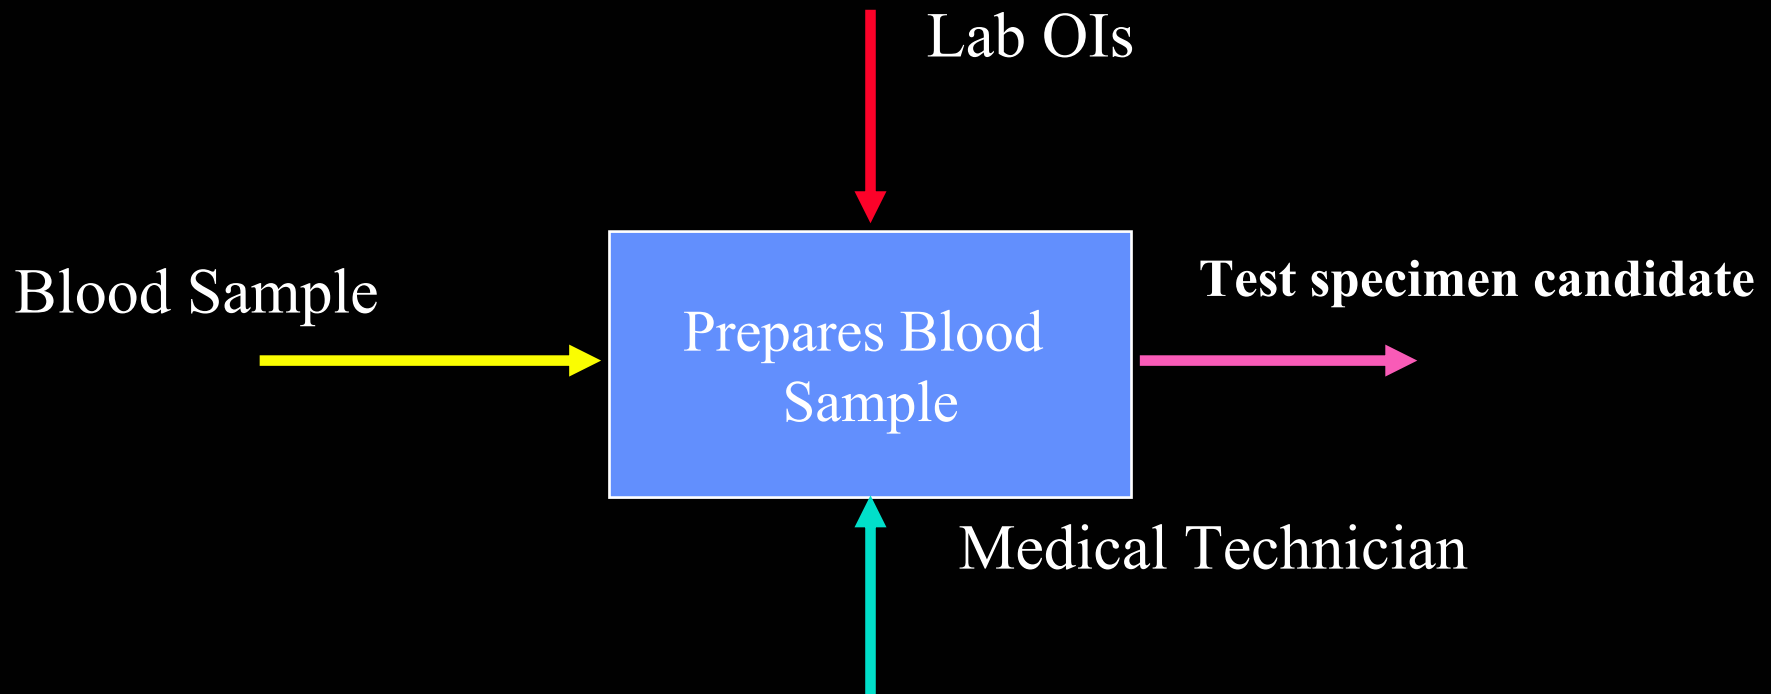 Lab OIs
Blood Sample
Test specimen candidate
Prepares Blood
Sample
Medical Technician